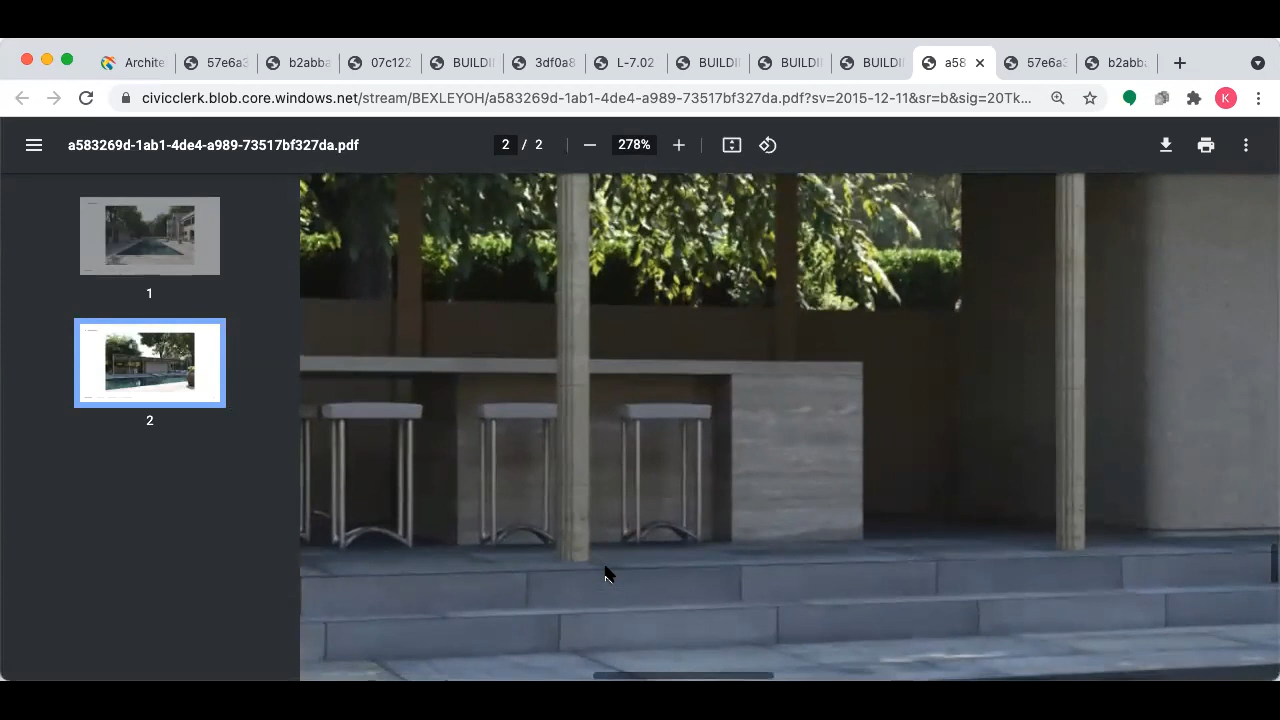 Archite
57e6a3
b2abba
07c122
BUILDI
3df0a8
L-7.02
BUILDI
BUILDI
BUILDI
a58
57e6a3
b2abb
civicclerk.blob.core.windows.net/stream/BEXLEYOH/a583269d-1ab1-4de4-a989-73517bf327da.pdf?sv=2015-12-11&sr=b&sig=20Tk...
K
a583269d-1ab1-4de4-a989-73517bf327da.pdf
2 / 2
278%
1
2